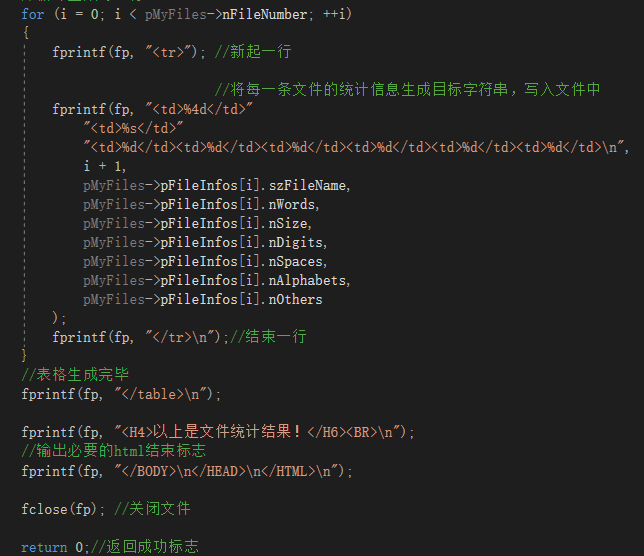 for (i = 0; i < pMyFiles->nFileNumber; ++i)
{
fprintf(fp, "<tr>"); //新起一行
//将每一条文件的统计信息生成目标字符串，写入文件中
fprintf(fp, "<td>%4d</td>"
"<td>%s</td>"
"<td>%d</td><td>%d</td><td>%d</td><td>%d</td><td>%d</td><td>%d</td>\n",
i + 1,
pMyFiles->pFileInfos[i].szFileName,
pMyFiles->pFileInfos[i].nWords,
pMyFiles->pFileInfos[i].nSize,
pMyFiles->pFileInfos[i].nDigits,
pMyFiles->pFileInfos[i].nSpaces,
pMyFiles->pFileInfos[i].nAlphabets,
pMyFiles->pFileInfos[i].nOthers
);
fprintf(fp, "</tr>\n");//结束一行
}
//表格生成完毕
fprintf(fp, "</table>\n");
fprintf(fp, "<H4>以上是文件统计结果！</H6><BR>\n");
//输出必要的html结束标志
fprintf(fp, "</BODY>\n</HEAD>\n</HTML>\n");
fclose(fp); //关闭文件
return 0;//返回成功标志